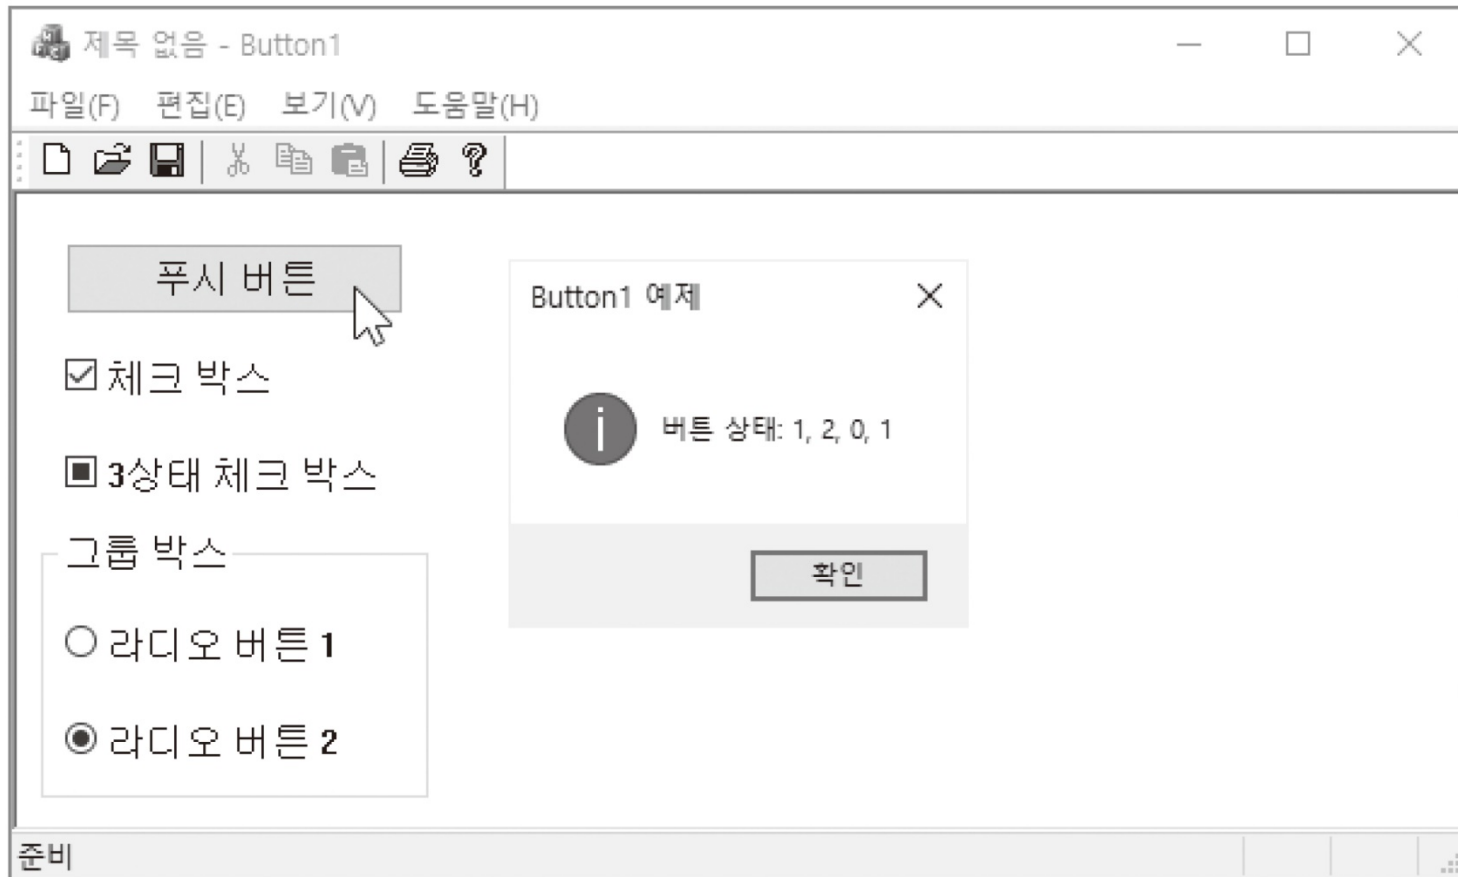 제목 없음 - Button1
파일(F) 편집(E) 보기(V) 도움말(H)
푸시 버튼
체크 박스
3상태 체크 박스
그룹 박스
라디오 버튼 1
라디오 버튼 2
Button1 예제
버튼 상태: 1, 2, 0, 1
확인
준비